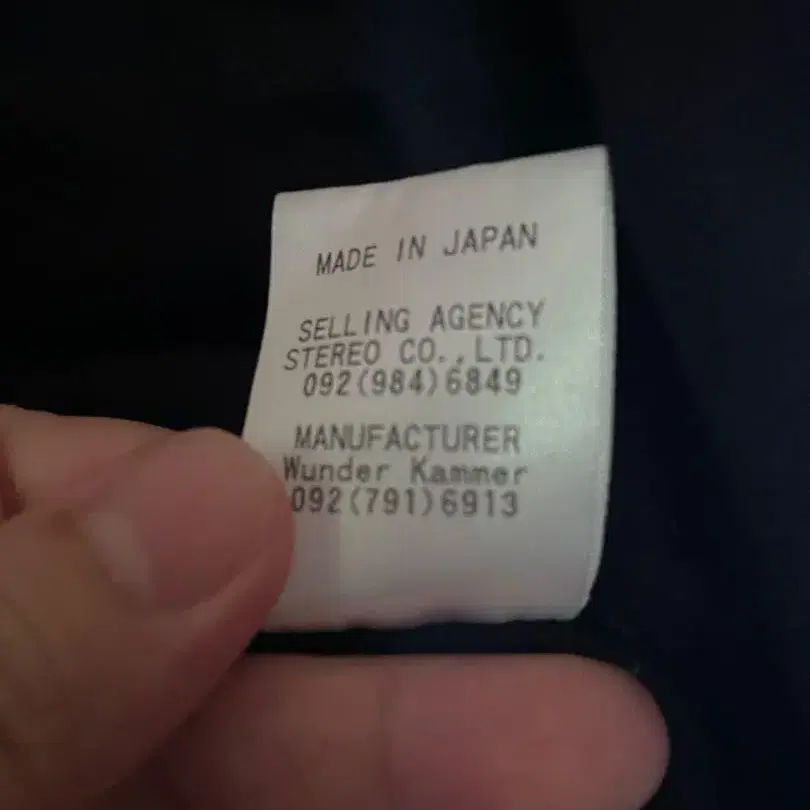 MADE IN JAPAN
SELLING AGENCY
STEREO CO.,LTD.
092(984)6849
MANUFACTURER
Wunder Kammer
092(791)6913